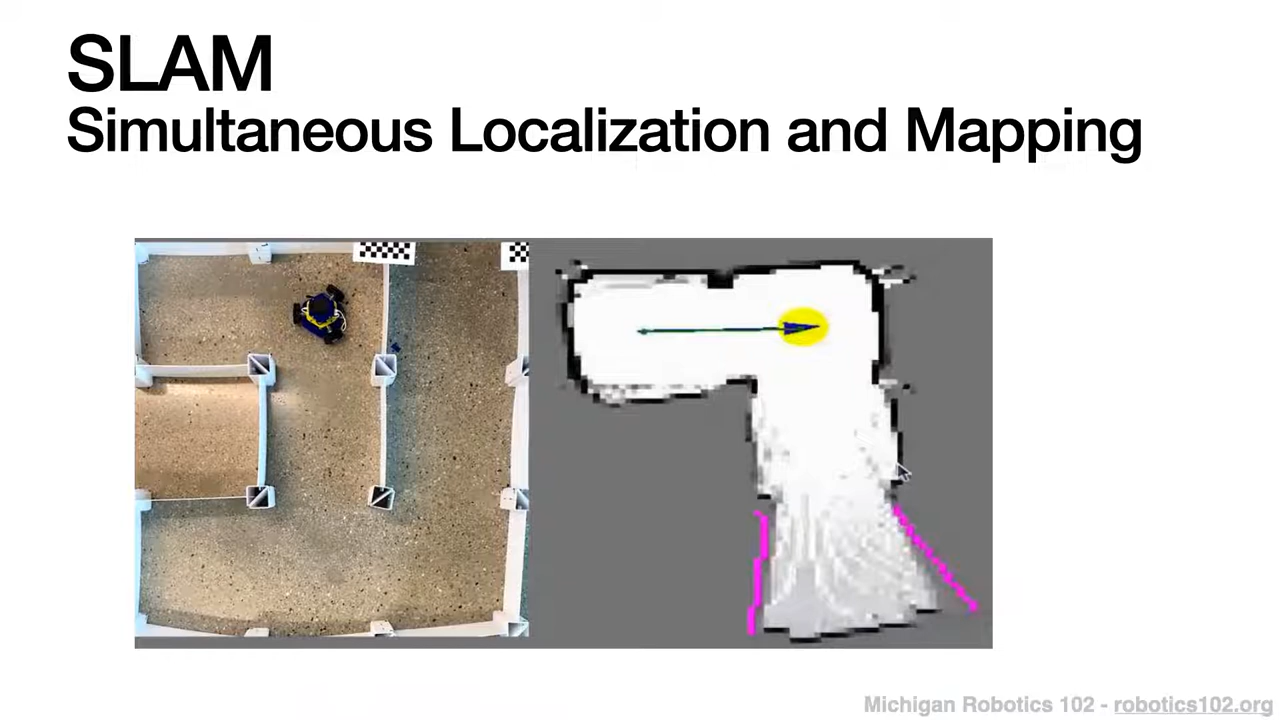 SLAM
Simultaneous Localization and Mapping
Michigan Robotics 102 - robotics102.org